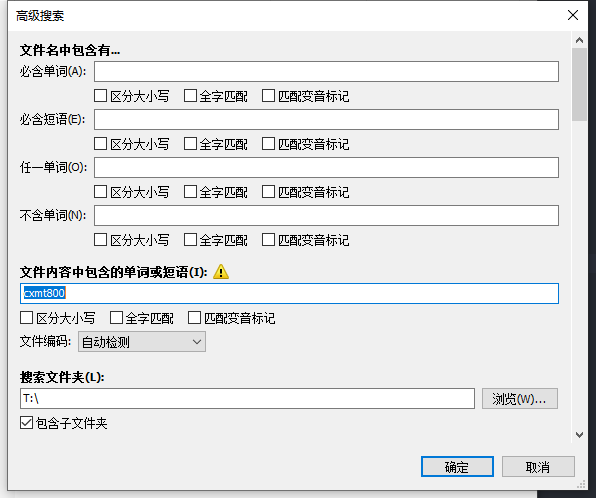 高级搜索
文件名中包含有...
必含单词(A):
区分大小写 全字匹配 匹配变音标记
必含短语(E):
区分大小写 全字匹配 匹配变音标记
任一单词(O):
区分大小写 全字匹配 匹配变音标记
不含单词(N):
区分大小写 全字匹配 匹配变音标记
文件内容中包含的单词或短语(I):
cxmt800
区分大小写 全字匹配 匹配变音标记
文件编码: 自动检测
搜索文件夹(L):
T:\ 浏览(W)...
包含子文件夹
确定 取消